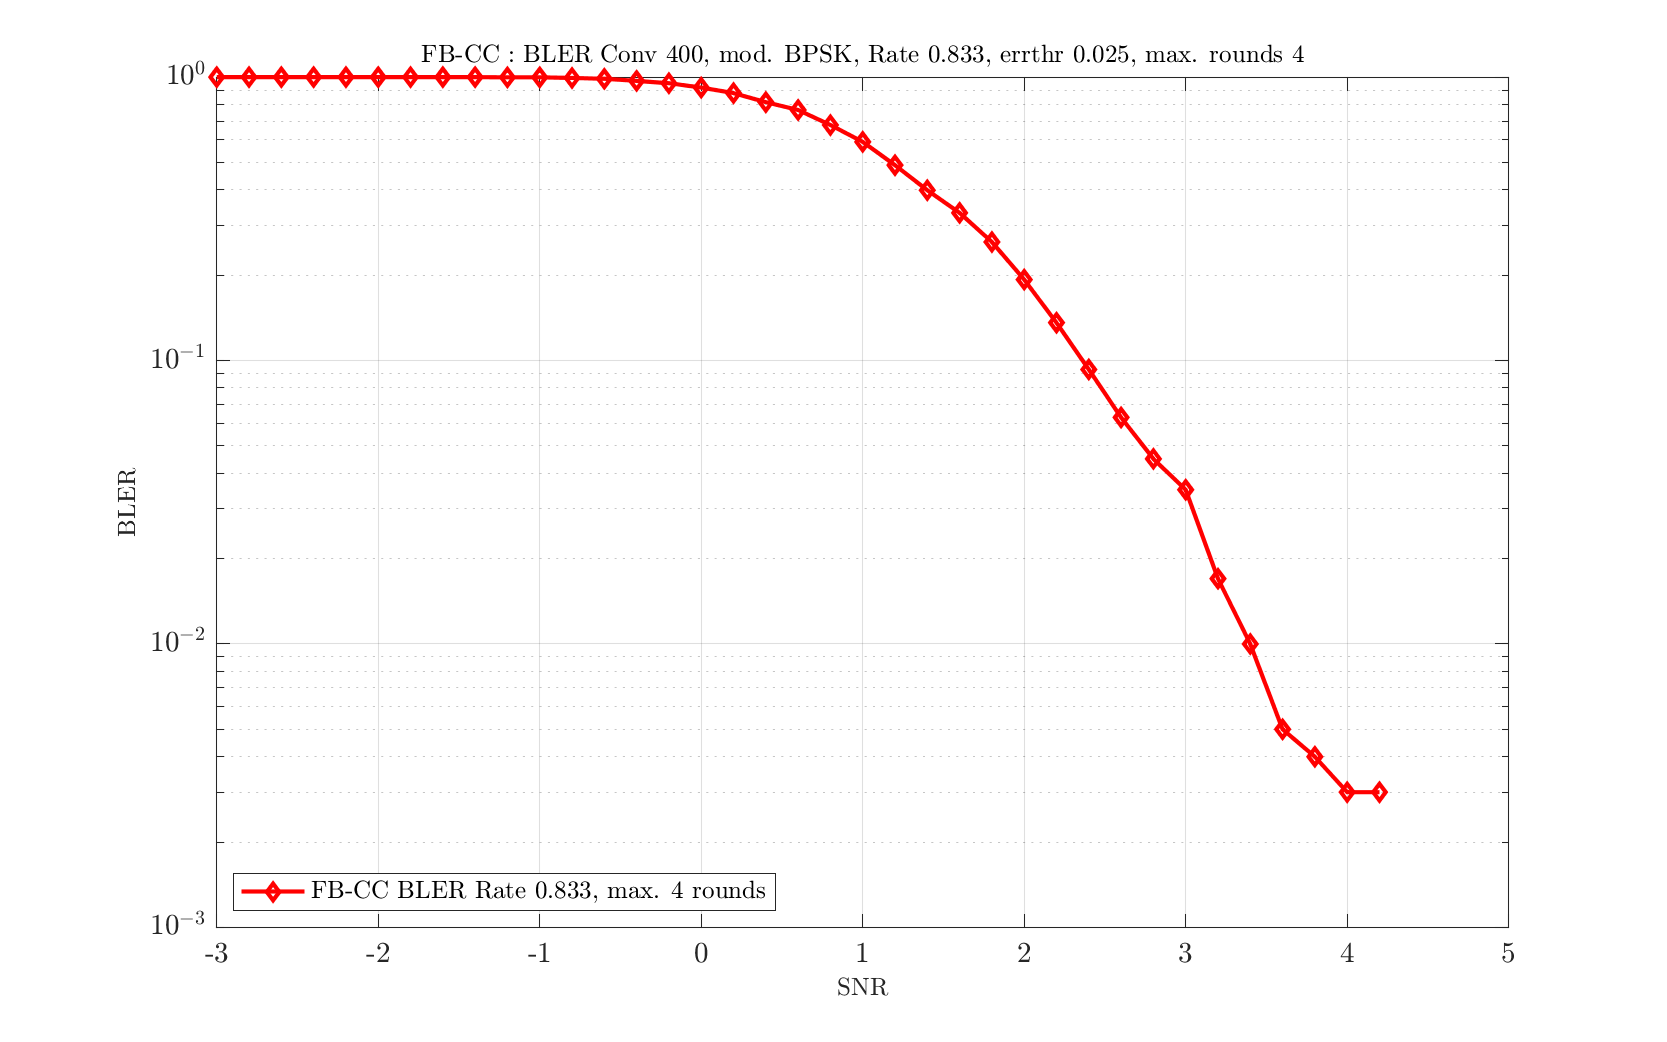 FB-CC : BLER Conv 400, mod. BPSK, Rate 0.833, errthr 0.025, max. rounds 4
10^0
10^{-1}
10^{-2}
10^{-3}
BLER
FB-CC BLER Rate 0.833, max. 4 rounds
-3 -2 -1 0 1 2 3 4 5
SNR